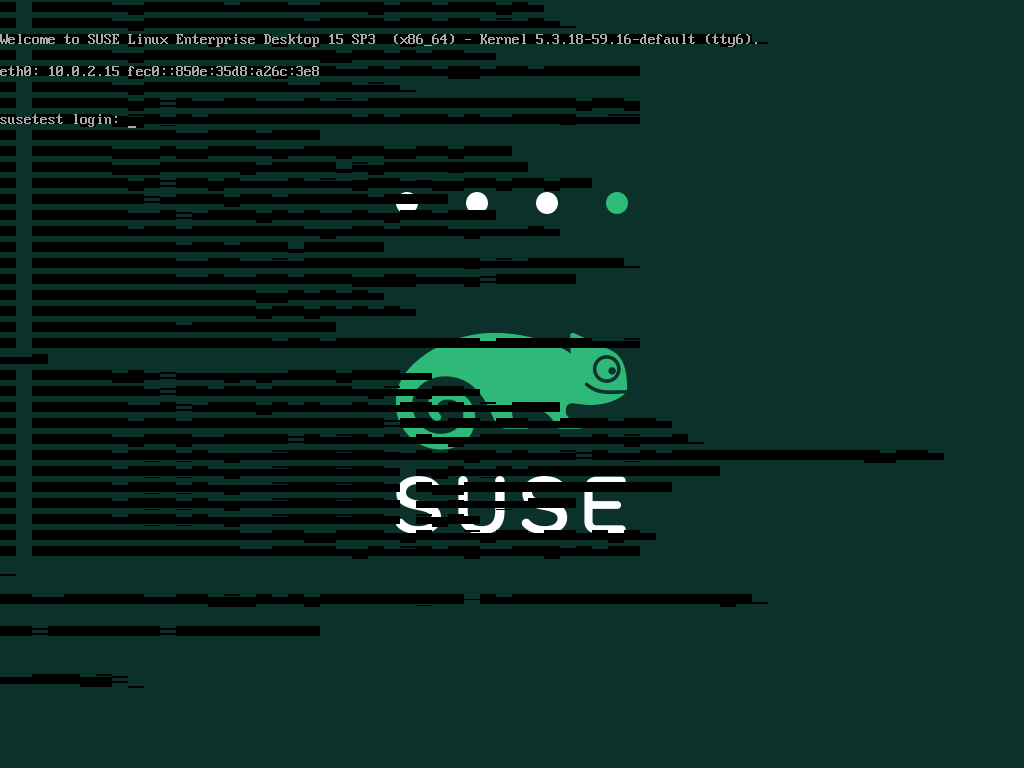 Welcome to SUSE Linux Enterprise Desktop 15 SP3  (x86_64) - Kernel 5.3.18-59.16-default (tty6).
eth0: 10.0.2.15 fec0::850e:35d8:a26c:3e8
susetest login: _
SUSE